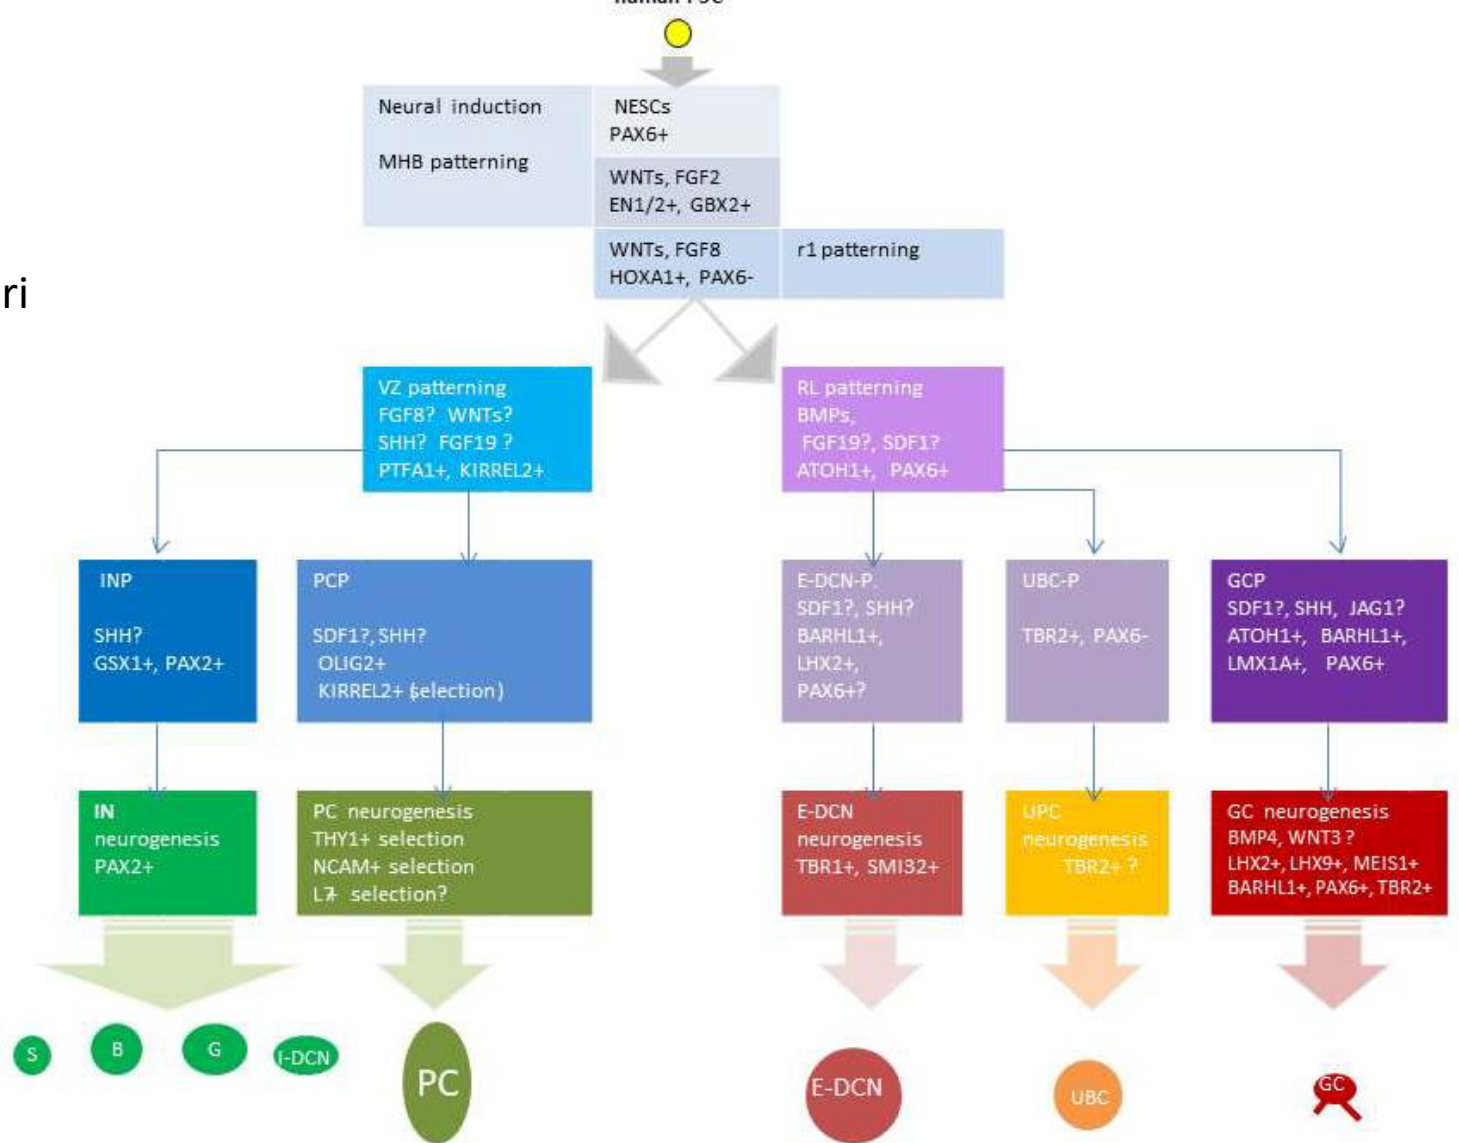 Neural induction
MHB patterning
NESCs
PAX6+
WNTs, FGF2
EN1/2+, GBX2+
WNTs, FGF8
HOXA1+, PAX6-
r1 patterning
ri
VZ patterning
FGF8? WNTs?
SHH? FGF19 ?
PTFA1+, KIRREL2+
RL patterning
BMPs,
FGF19?, SDF1?
ATOH1+, PAX6+
INP
SHH?
GSX1+, PAX2+
PCP
SDF1?, SHH?
OLIG2+
KIRREL2+ (selection)
E-DCN-P.
SDF1?, SHH?
BARHL1+,
LHX2+,
PAX6+?
UBC-P
TBR2+, PAX6-
GCP
SDF1?, SHH, JAG1?
ATOH1+, BARHL1+,
LMX1A+, PAX6+
IN
neurogenesis
PAX2+
PC neurogenesis
THY1+ selection
NCAM+ selection
L7+ selection?
E-DCN
neurogenesis
TBR1+, SMI32+
UPC
neurogenesis
TBR2+ ?
GC neurogenesis
BMP4, WNT3 ?
LHX2+, LHX9+, MEIS1+
BARHL1+, PAX6+, TBR2+
S
B
G
I-DCN
PC
E-DCN
UBC
GC